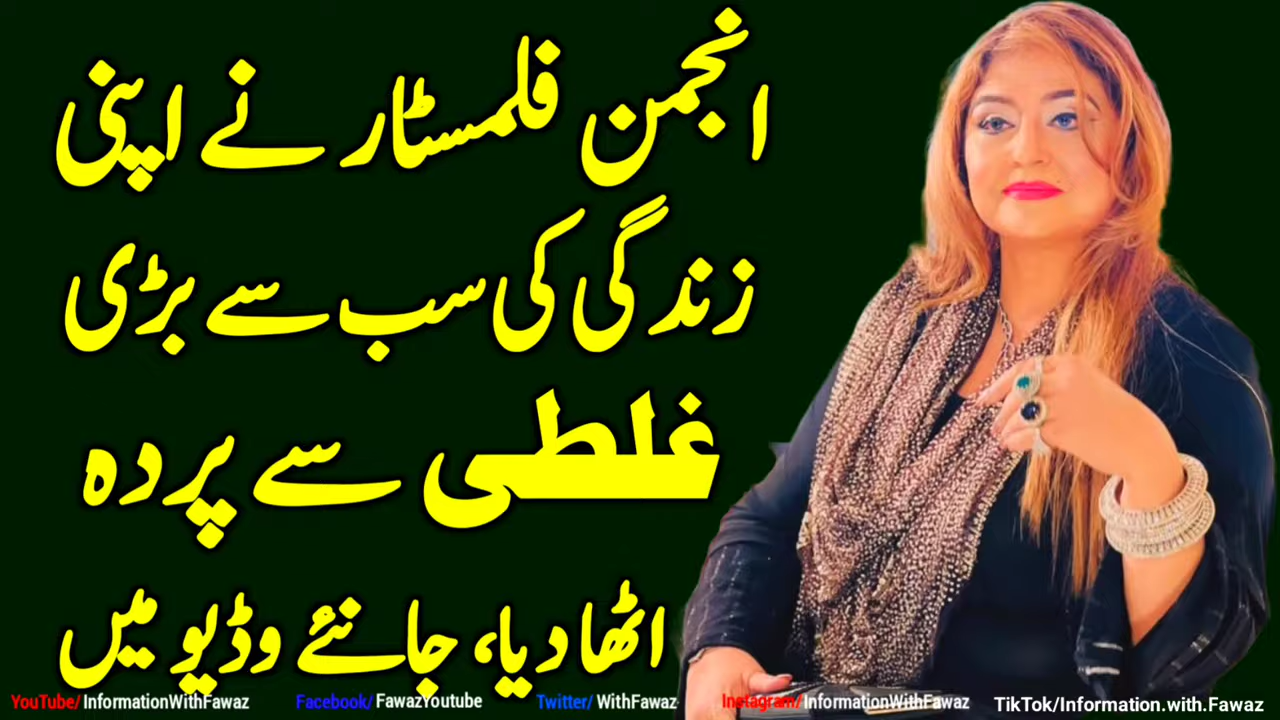 انجمن فلمسٹار نے اپنی
زندگی کی سب سے بڑی
غلطی سے پردہ
اٹھا دیا، جانئے وڈیو میں
YouTube/ InformationWithFawaz Facebook/ FawazYoutube Twitter/ WithFawaz Instagram/ InformationWithFawaz TikTok/Information.with.Fawaz